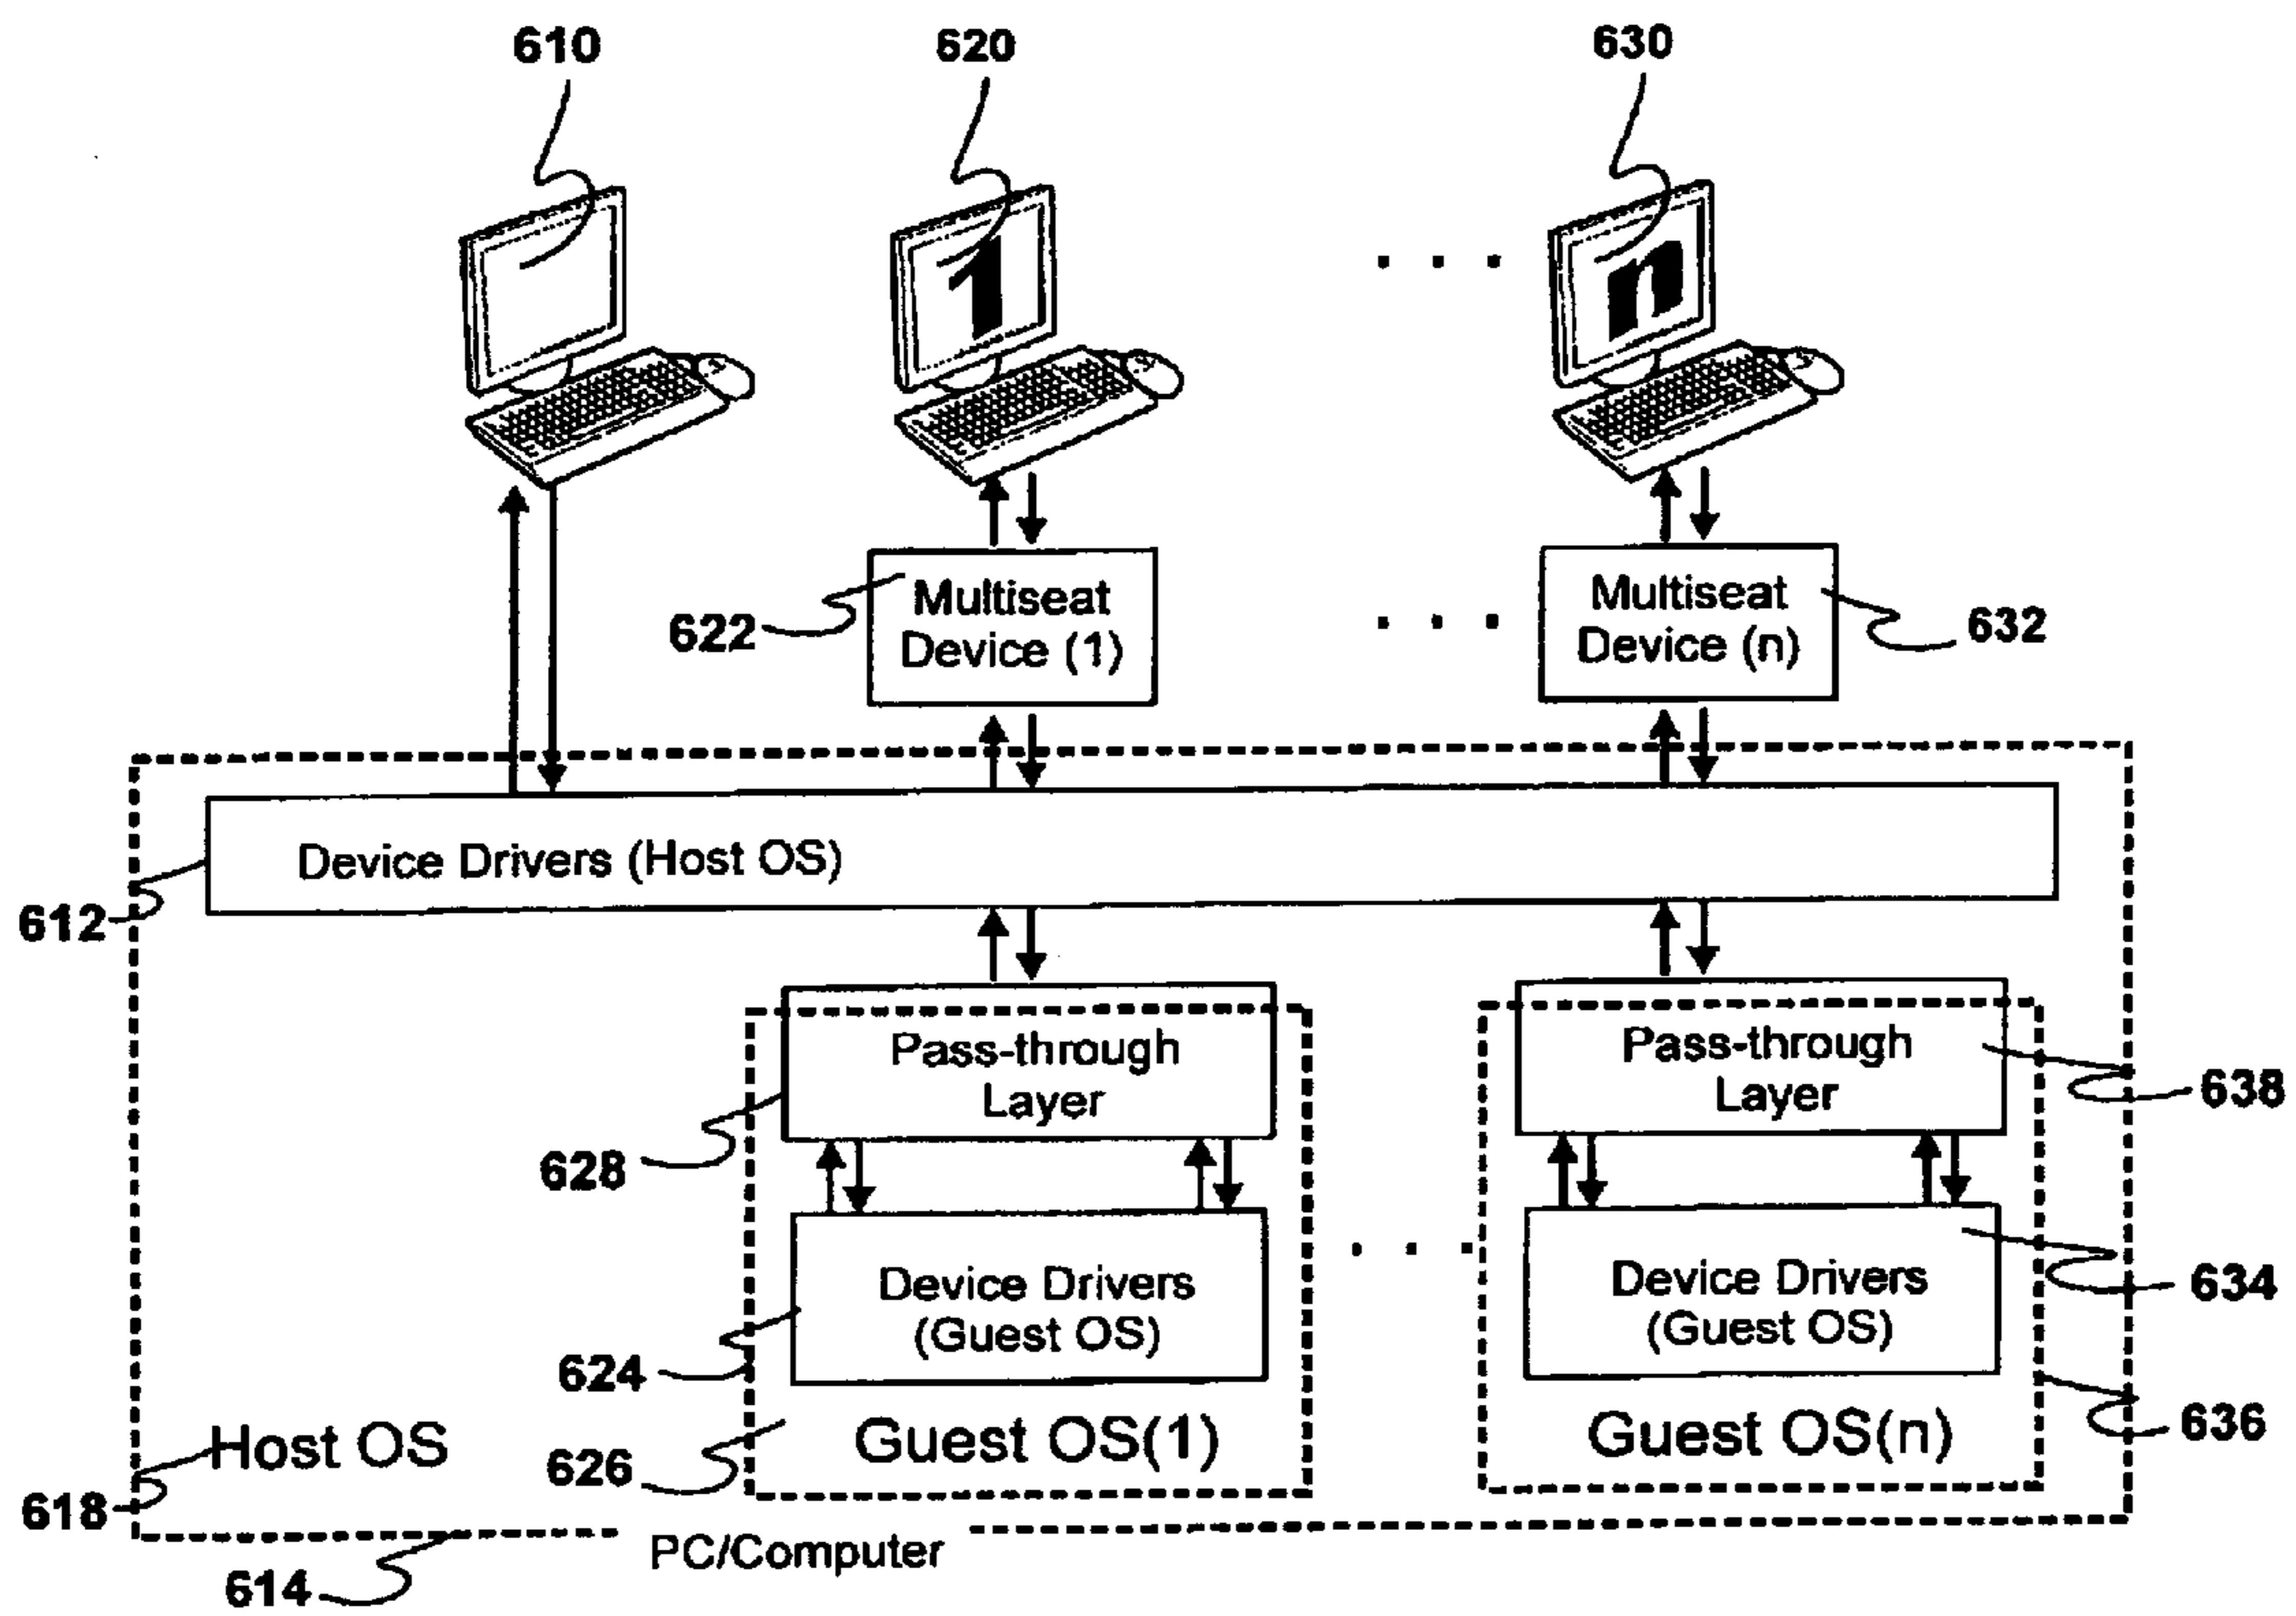 610
620
630
1
n
. . .
622
Multiseat
Device (1)
. . .
Multiseat
Device (n)
632
Device Drivers (Host OS)
612
Pass-through
Layer
628
Pass-through
Layer
638
Device Drivers
(Guest OS)
624
. . .
Device Drivers
(Guest OS)
634
Host OS
618
Guest OS(1)
626
Guest OS(n)
636
PC/Computer
614